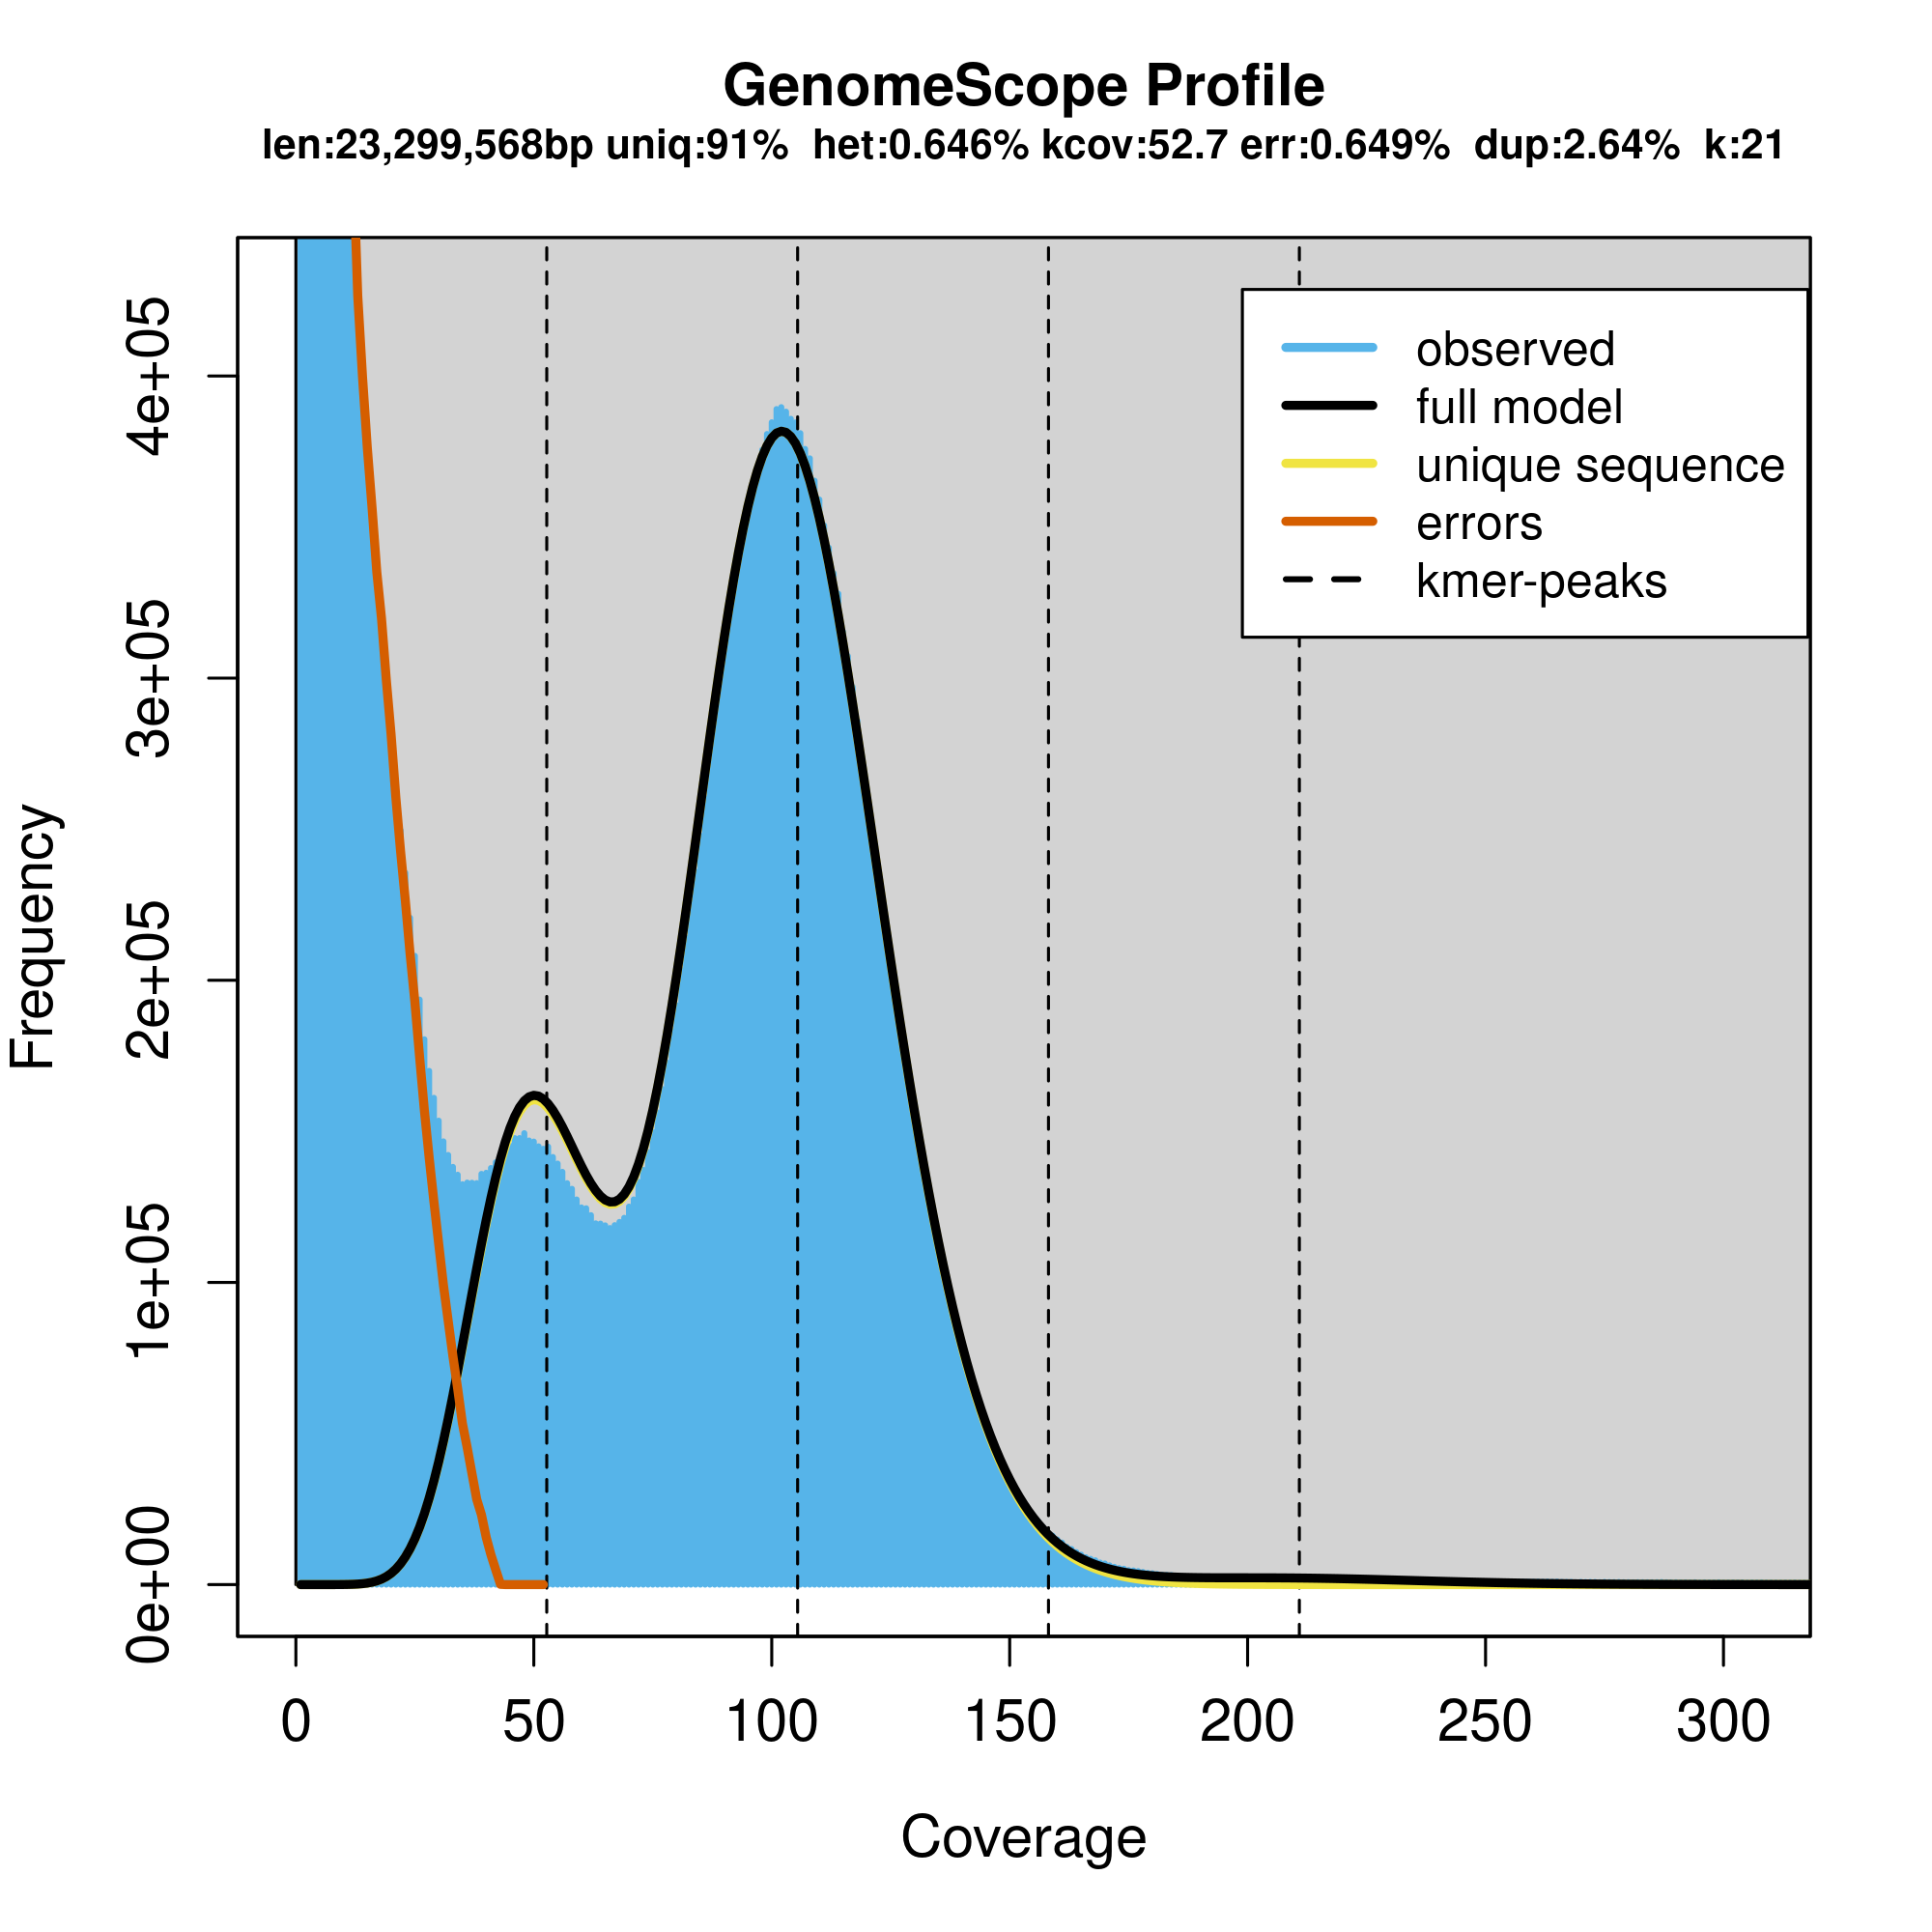 GenomeScope Profile
len:23,299,568bp uniq:91% het:0.646% kcov:52.7 err:0.649% dup:2.64% k:21
observed
full model
unique sequence
errors
kmer-peaks
Frequency
4e+05
3e+05
2e+05
1e+05
0e+00
0 50 100 150 200 250 300
Coverage